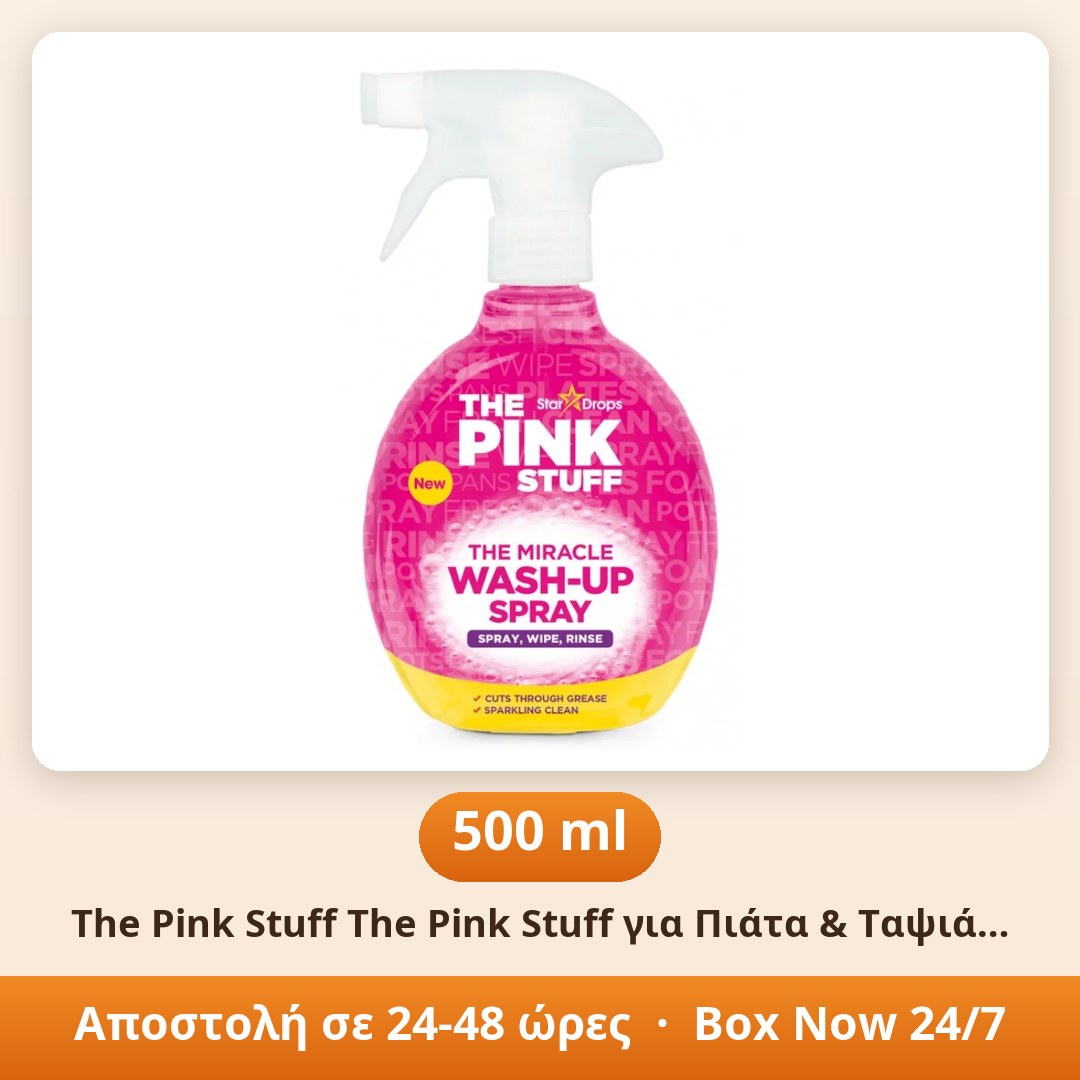 THE
Star Drops
PINK
STUFF
New
THE MIRACLE
WASH-UP
SPRAY
SPRAY, WIPE, RINSE
✓ CUTS THROUGH GREASE
✓ SPARKLING CLEAN
500 ml
The Pink Stuff The Pink Stuff για Πιάτα & Ταψιά...
Αποστολή σε 24-48 ώρες · Box Now 24/7